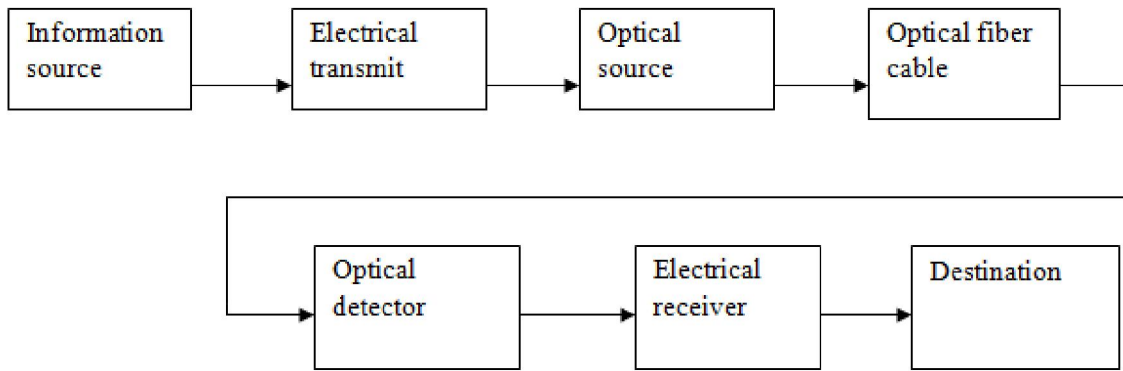 Information
source
Electrical
transmit
Optical
source
Optical fiber
cable
Optical
detector
Electrical
receiver
Destination